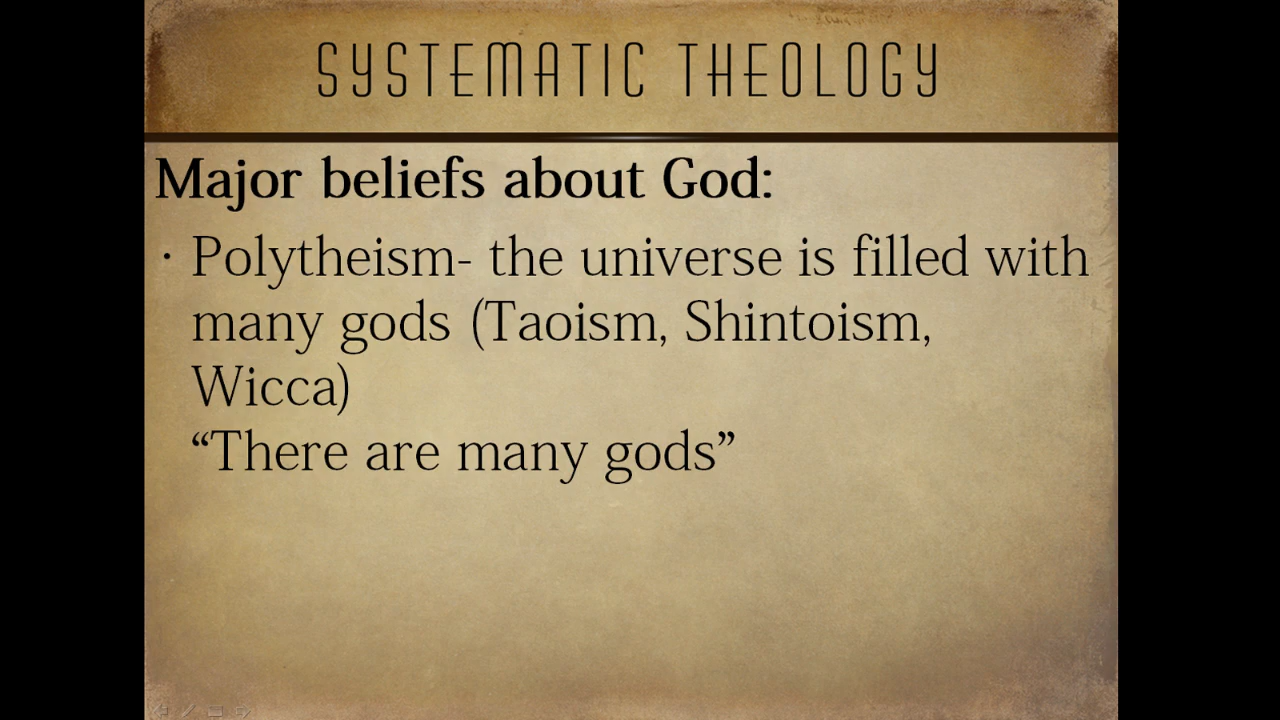 SYSTEMATIC THEOLOGY
Major beliefs about God:
· Polytheism- the universe is filled with
many gods (Taoism, Shintoism,
Wicca)
“There are many gods”